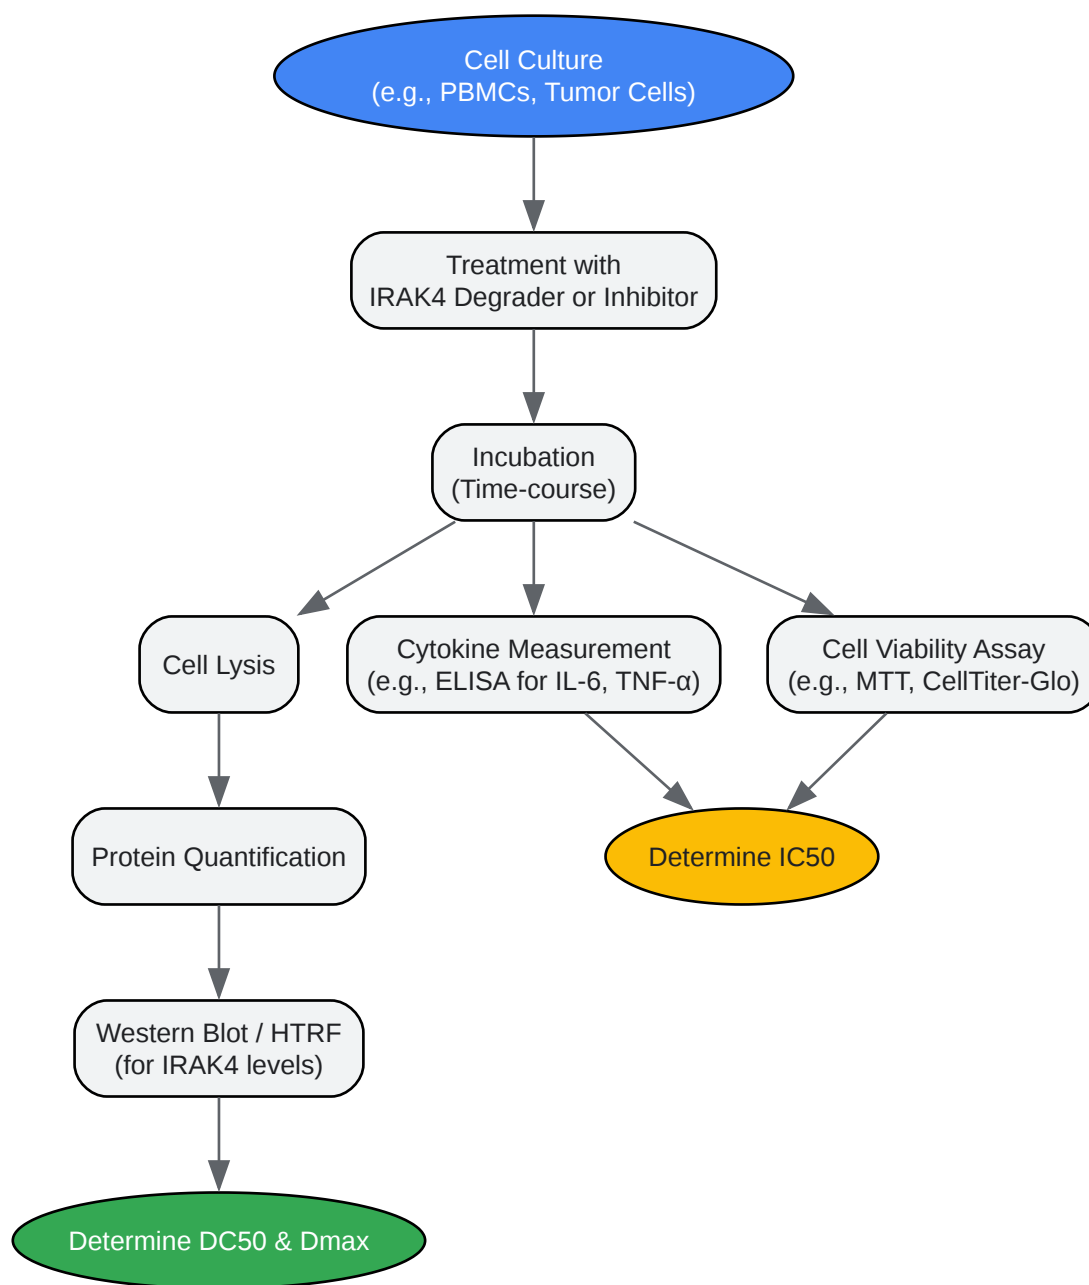 Cell Culture
(e.g., PBMCs, Tumor Cells)
Treatment with
IRAK4 Degrader or Inhibitor
Incubation
(Time-course)
Cell Lysis
Cytokine Measurement
(e.g., ELISA for IL-6, TNF-α)
Cell Viability Assay
(e.g., MTT, CellTiter-Glo)
Protein Quantification
Determine IC50
Western Blot / HTRF
(for IRAK4 levels)
Determine DC50 & Dmax